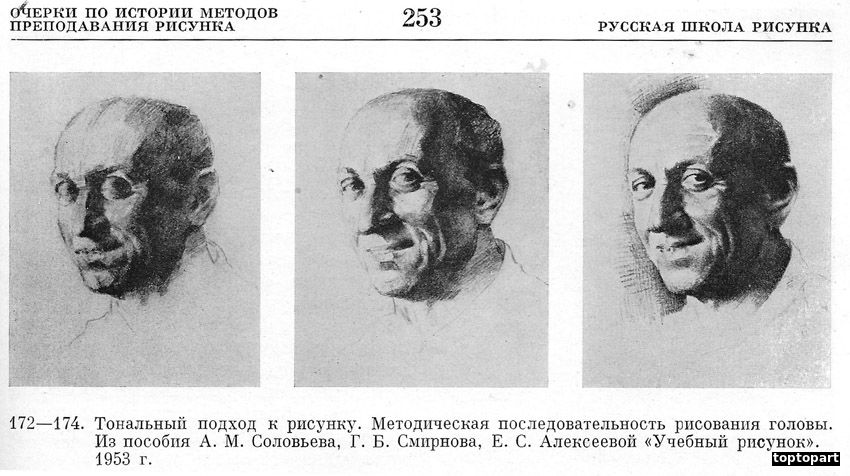 ОЧЕРКИ ПО ИСТОРИИ МЕТОДОВ
ПРЕПОДАВАНИЯ РИСУНКА
253
РУССКАЯ ШКОЛА РИСУНКА
172—174. Тональный подход к рисунку. Методическая последовательность рисования головы.
Из пособия А. М. Соловьева, Г. Б. Смирнова, Е. С. Алексеевой «Учебный рисунок».
1953 г.
toptopart